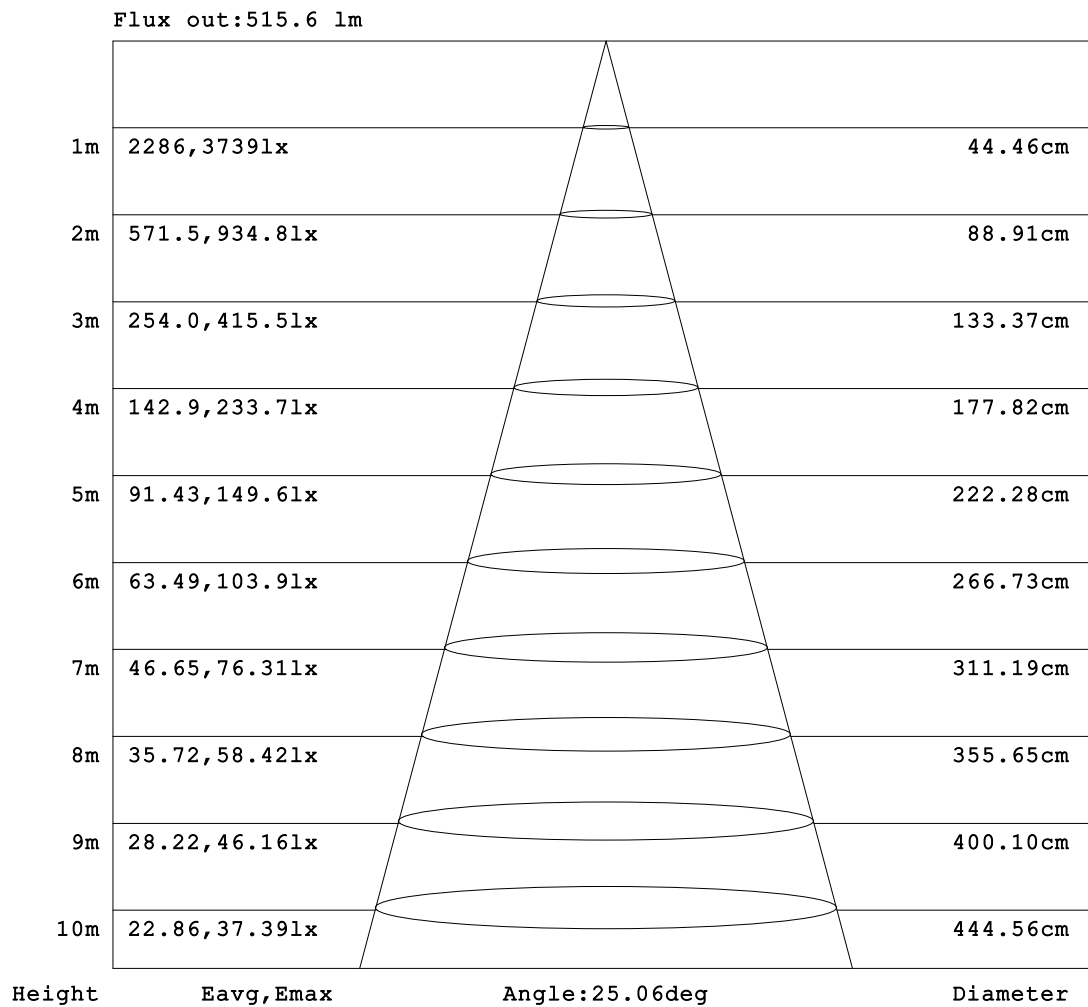 Flux out:515.6 lm
1m 2286,3739lx 44.46cm
2m 571.5,934.8lx 88.91cm
3m 254.0,415.5lx 133.37cm
4m 142.9,233.7lx 177.82cm
5m 91.43,149.6lx 222.28cm
6m 63.49,103.9lx 266.73cm
7m 46.65,76.31lx 311.19cm
8m 35.72,58.42lx 355.65cm
9m 28.22,46.16lx 400.10cm
10m 22.86,37.39lx 444.56cm
Height Eavg,Emax Angle:25.06deg Diameter